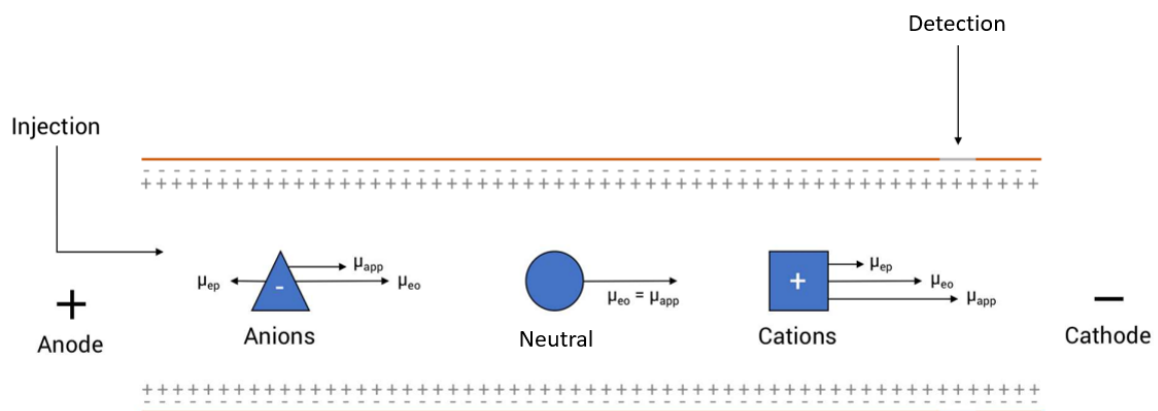 Detection
Injection
- - - - - - - - - - - - - - - - - - - - - - - - - - - - - - - - - - - - - - - - - - - - - - - - - - - - - - - - - -
+ + + + + + + + + + + + + + + + + + + + + + + + + + + + + + + + + + + + + + + + + + + + + + + + + + + + + + + + + +
μep - μapp μeo
μeo = μapp
+ μep μeo μapp
+ Anode
Anions
Neutral
Cations
− Cathode
+ + + + + + + + + + + + + + + + + + + + + + + + + + + + + + + + + + + + + + + + + + + + + + + + + + + + + + + + + +
- - - - - - - - - - - - - - - - - - - - - - - - - - - - - - - - - - - - - - - - - - - - - - - - - - - - - - - - - -